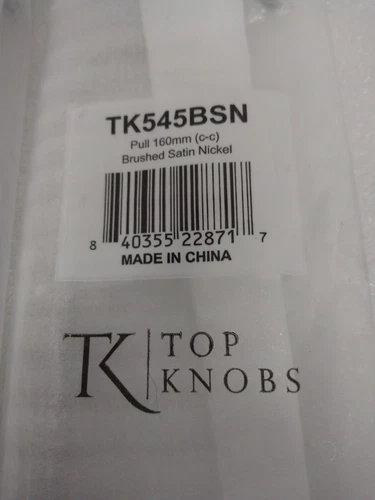 TK545BSN
Pull 160mm (c-c)
Brushed Satin Nickel
8 40355 22871 7
MADE IN CHINA
TK TOP
KNOBS